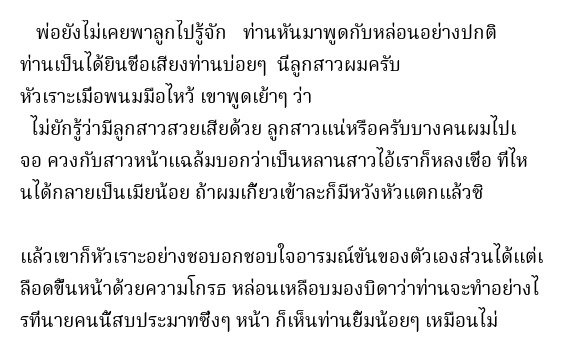 พ่อยังไม่เคยพาลูกไปรู้จัก ท่านหันมาพูดกับหล่อนอย่างปกติ
ท่านเป็นได้ยินชื่อเสียงท่านบ่อยๆ นี่ลูกสาวผมครับ
หัวเราะเมื่อพนมมือไหว้ เขาพูดเย้าๆ ว่า
ไม่ยักรู้ว่ามีลูกสาวสวยเสียด้วย ลูกสาวแน่หรือครับบางคนผมไปเ
จอ ควงกับสาวหน้าแฉล้มบอกว่าเป็นหลานสาวไอ้เราก็หลงเชื่อ ที่ไห
นได้กลายเป็นเมียน้อย ถ้าผมเกี้ยวเข้าละก็มีหวังหัวแตกแล้วซิ
แล้วเขาก็หัวเราะอย่างชอบอกชอบใจอารมณ์ขันของตัวเองส่วนได้แต่เ
ลือดขึ้นหน้าด้วยความโกรธ หล่อนเหลือบมองบิดาว่าท่านจะทำอย่างไ
รที่นายคนนี้สบประมาทซึ่งๆ หน้า ก็เห็นท่านยิ้มน้อยๆ เหมือนไม่